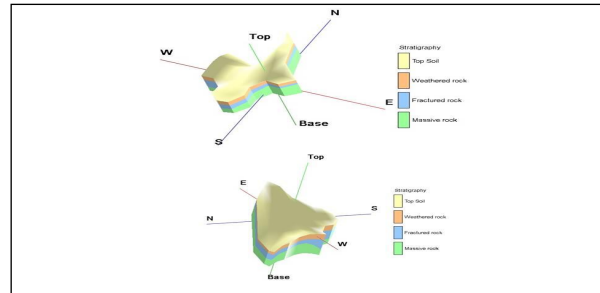 N
W
Top
Stratigraphy
Top Soil
Weathered rock
Fractured rock
Massive rock
E
Base
S
Top
E
Stratigraphy
Top Soil
Weathered rock
Fractured rock
Massive rock
N
S
W
Base